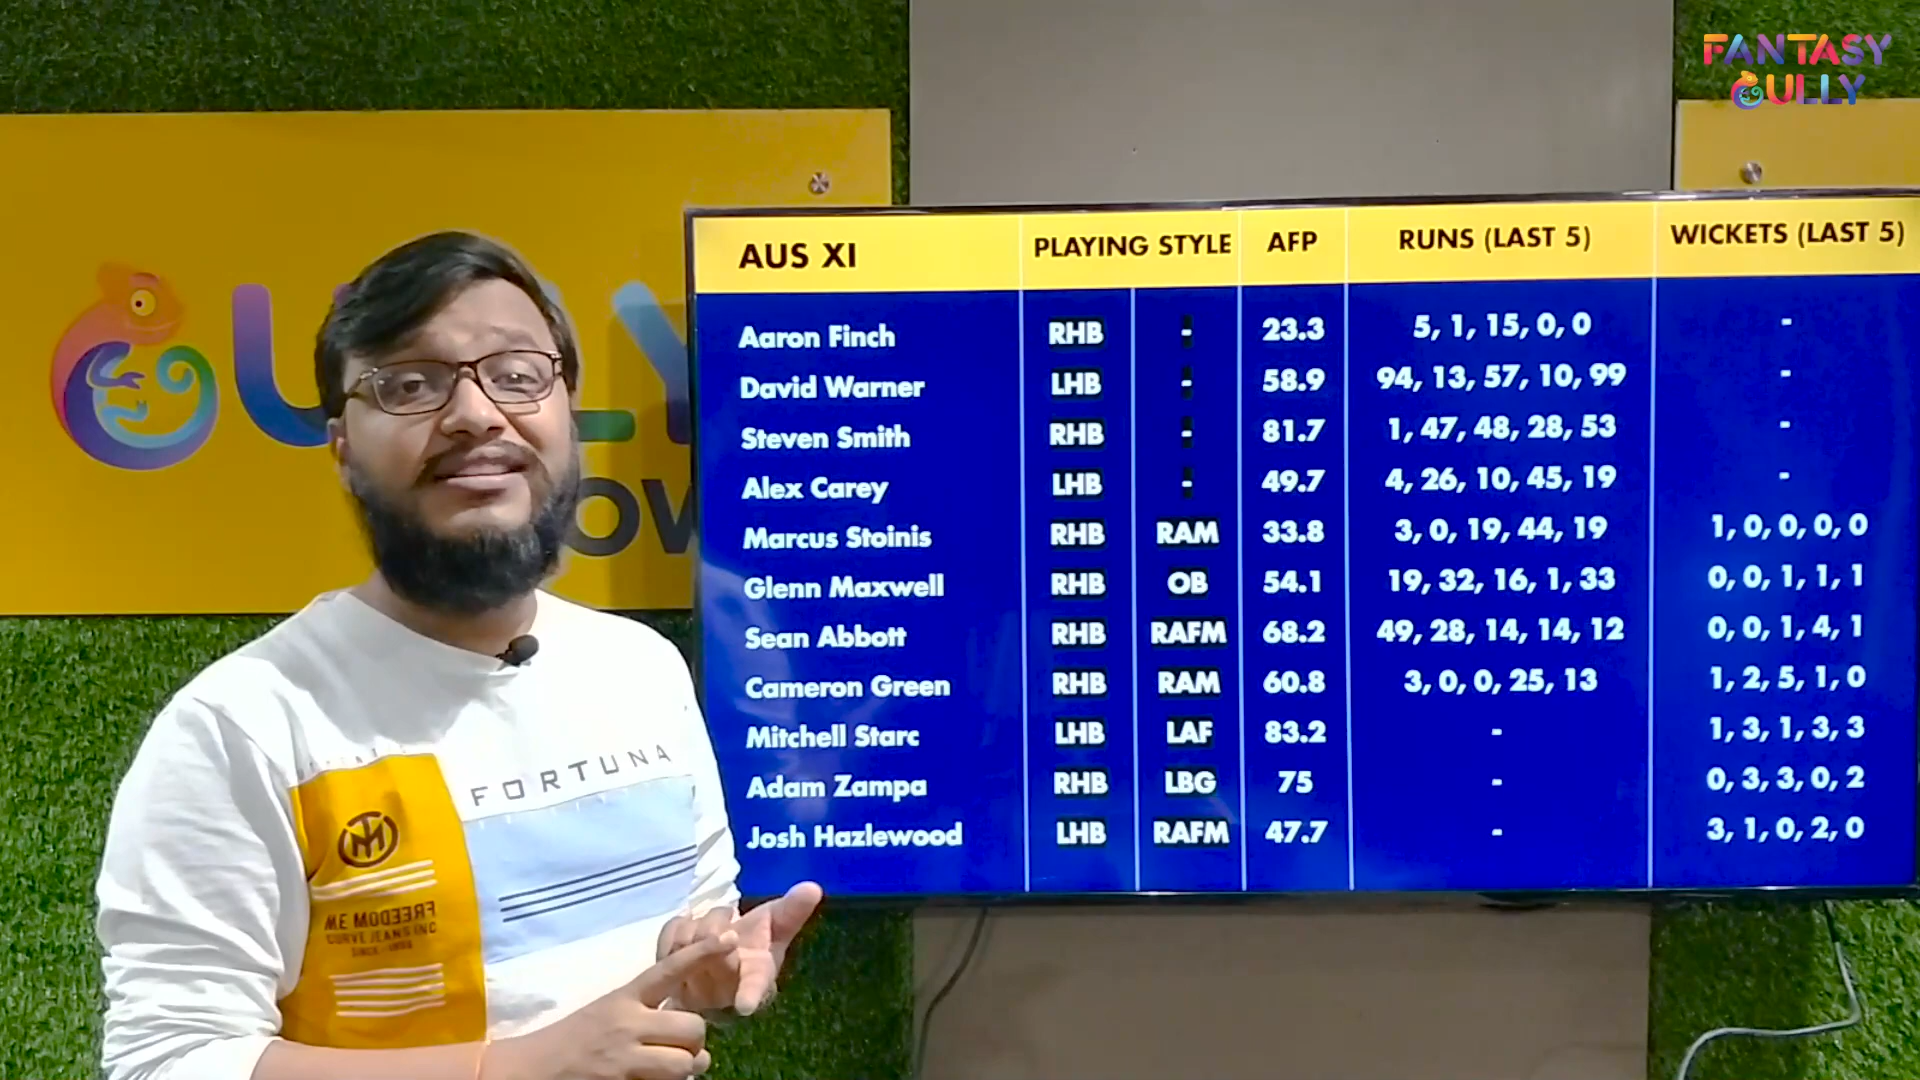 FANTASY
GULLY
AUS XI PLAYING STYLE AFP RUNS (LAST 5) WICKETS (LAST 5)
Aaron Finch RHB - 23.3 5, 1, 15, 0, 0 -
David Warner LHB - 58.9 94, 13, 57, 10, 99 -
Steven Smith RHB - 81.7 1, 47, 48, 28, 53 -
Alex Carey LHB - 49.7 4, 26, 10, 45, 19 -
Marcus Stoinis RHB RAM 33.8 3, 0, 19, 44, 19 1, 0, 0, 0, 0
Glenn Maxwell RHB OB 54.1 19, 32, 16, 1, 33 0, 0, 1, 1, 1
Sean Abbott RHB RAFM 68.2 49, 28, 14, 14, 12 0, 0, 1, 4, 1
Cameron Green RHB RAM 60.8 3, 0, 0, 25, 13 1, 2, 5, 1, 0
Mitchell Starc LHB LAF 83.2 - 1, 3, 1, 3, 3
Adam Zampa RHB LBG 75 - 0, 3, 3, 0, 2
Josh Hazlewood LHB RAFM 47.7 - 3, 1, 0, 2, 0
FORTUNA
CURVE JEANS INC